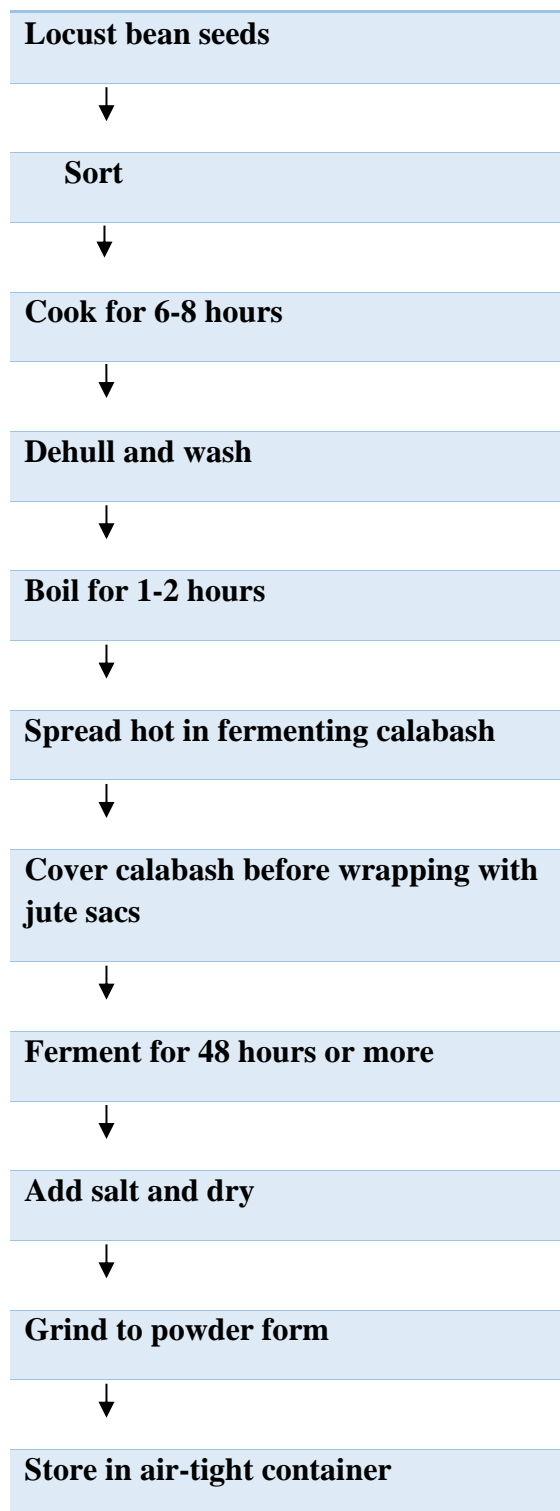 Locust bean seeds
Sort
Cook for 6-8 hours
Dehull and wash
Boil for 1-2 hours
Spread hot in fermenting calabash
Cover calabash before wrapping with
jute sacs
Ferment for 48 hours or more
Add salt and dry
Grind to powder form
Store in air-tight container